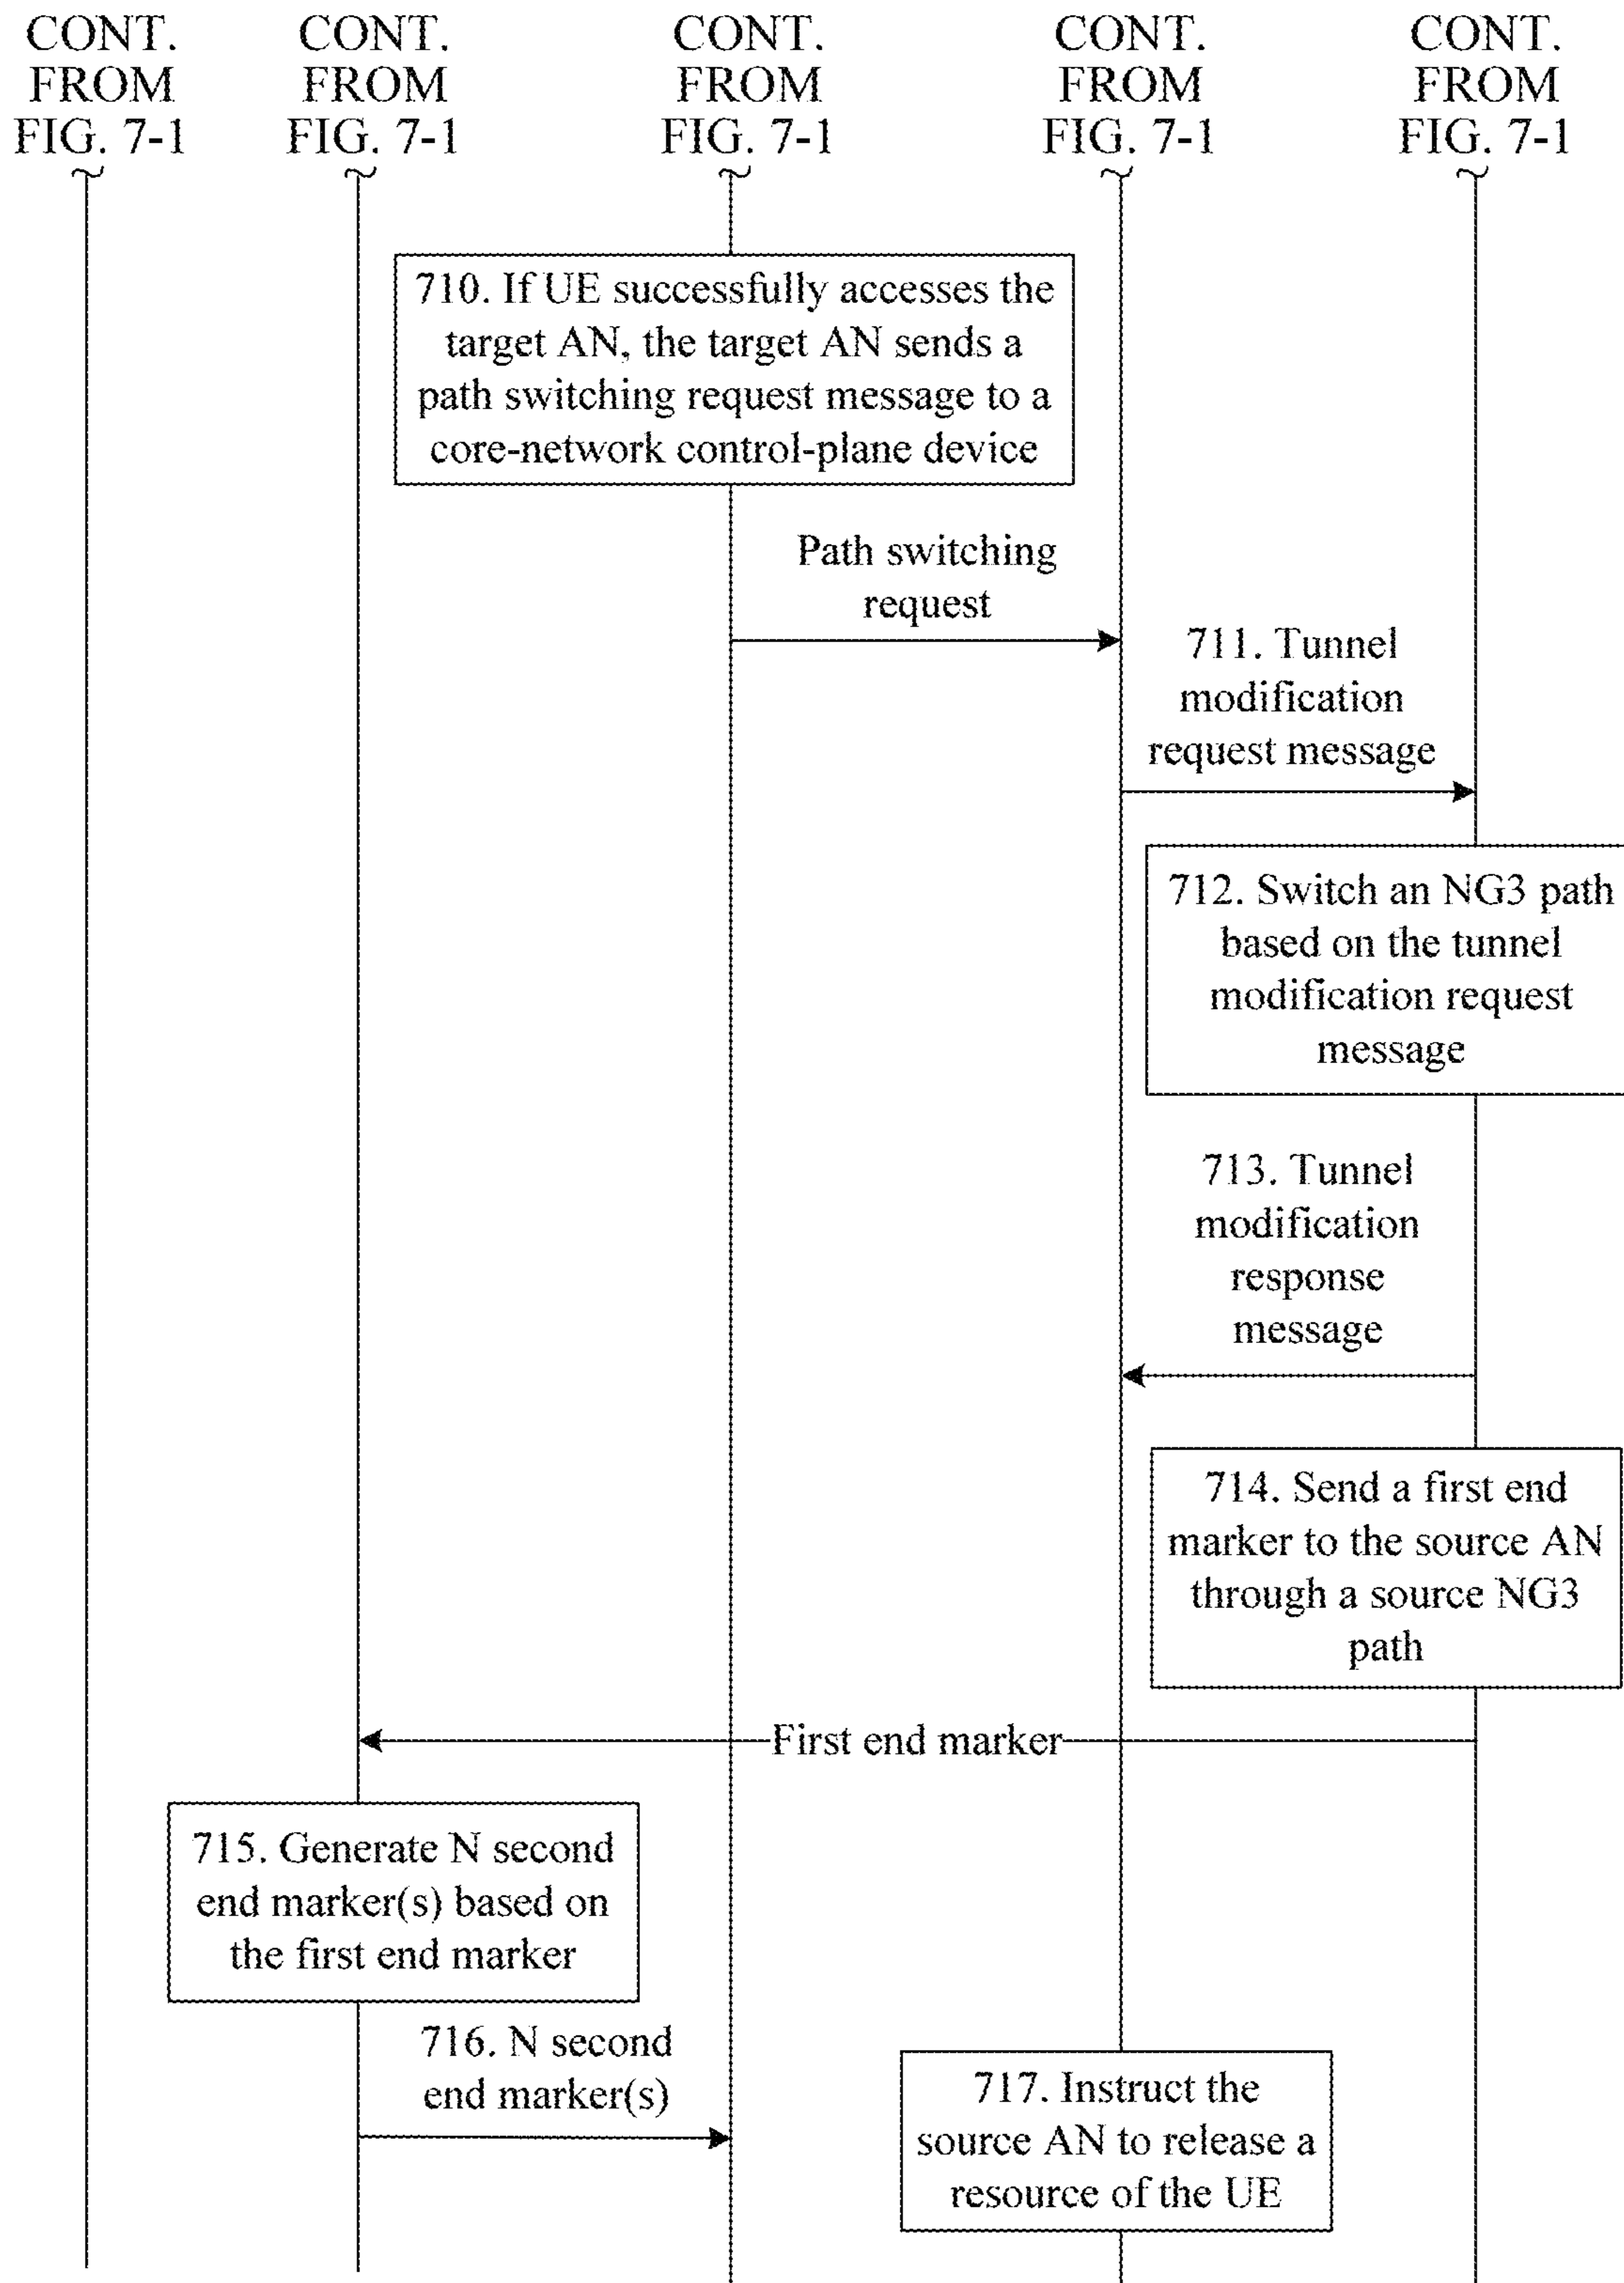 CONT.
FROM
FIG. 7-1
CONT.
FROM
FIG. 7-1
CONT.
FROM
FIG. 7-1
CONT.
FROM
FIG. 7-1
CONT.
FROM
FIG. 7-1
710. If UE successfully accesses the
target AN, the target AN sends a
path switching request message to a
core-network control-plane device
Path switching
request
711. Tunnel
modification
request message
712. Switch an NG3 path
based on the tunnel
modification request
message
713. Tunnel
modification
response
message
714. Send a first end
marker to the source AN
through a source NG3
path
First end marker
715. Generate N second
end marker(s) based on
the first end marker
716. N second
end marker(s)
717. Instruct the
source AN to release a
resource of the UE